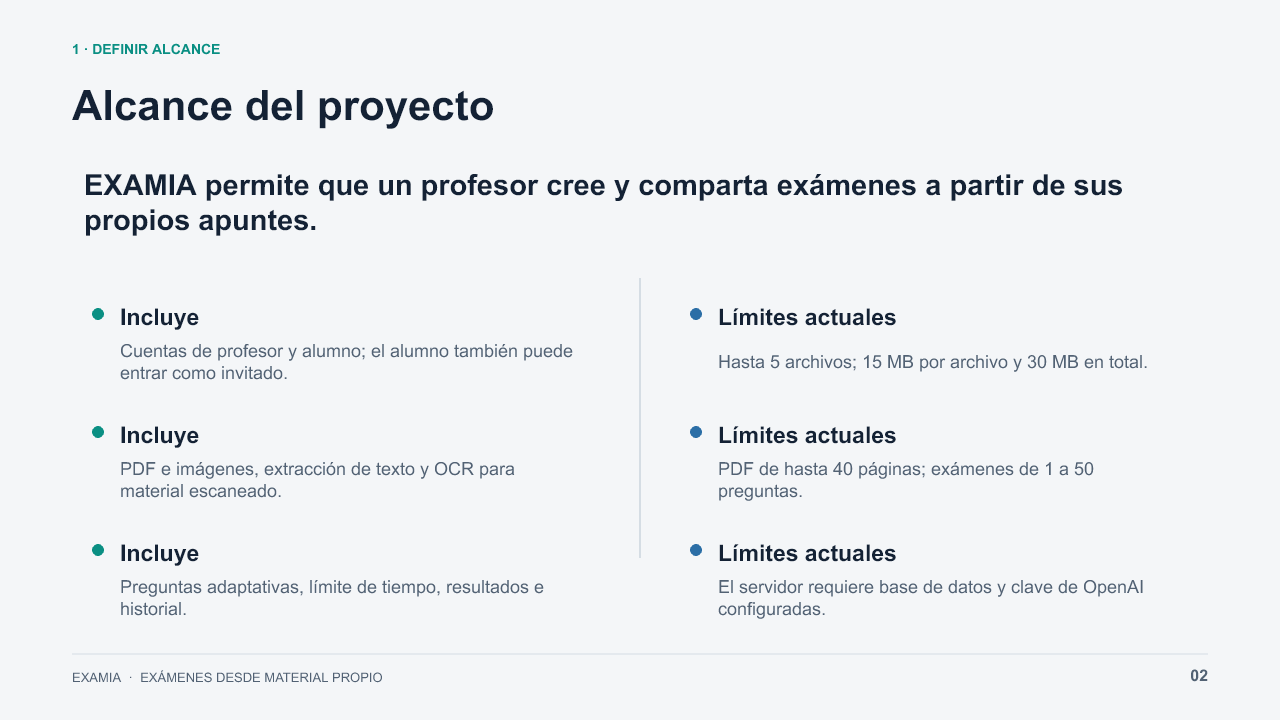 1 · DEFINIR ALCANCE
Alcance del proyecto
EXAMIA permite que un profesor cree y comparta exámenes a partir de sus
propios apuntes.
Incluye
Cuentas de profesor y alumno; el alumno también puede
entrar como invitado.
Incluye
PDF e imágenes, extracción de texto y OCR para
material escaneado.
Incluye
Preguntas adaptativas, límite de tiempo, resultados e
historial.
Límites actuales
Hasta 5 archivos; 15 MB por archivo y 30 MB en total.
Límites actuales
PDF de hasta 40 páginas; exámenes de 1 a 50
preguntas.
Límites actuales
El servidor requiere base de datos y clave de OpenAI
configuradas.
EXAMIA · EXÁMENES DESDE MATERIAL PROPIO
02